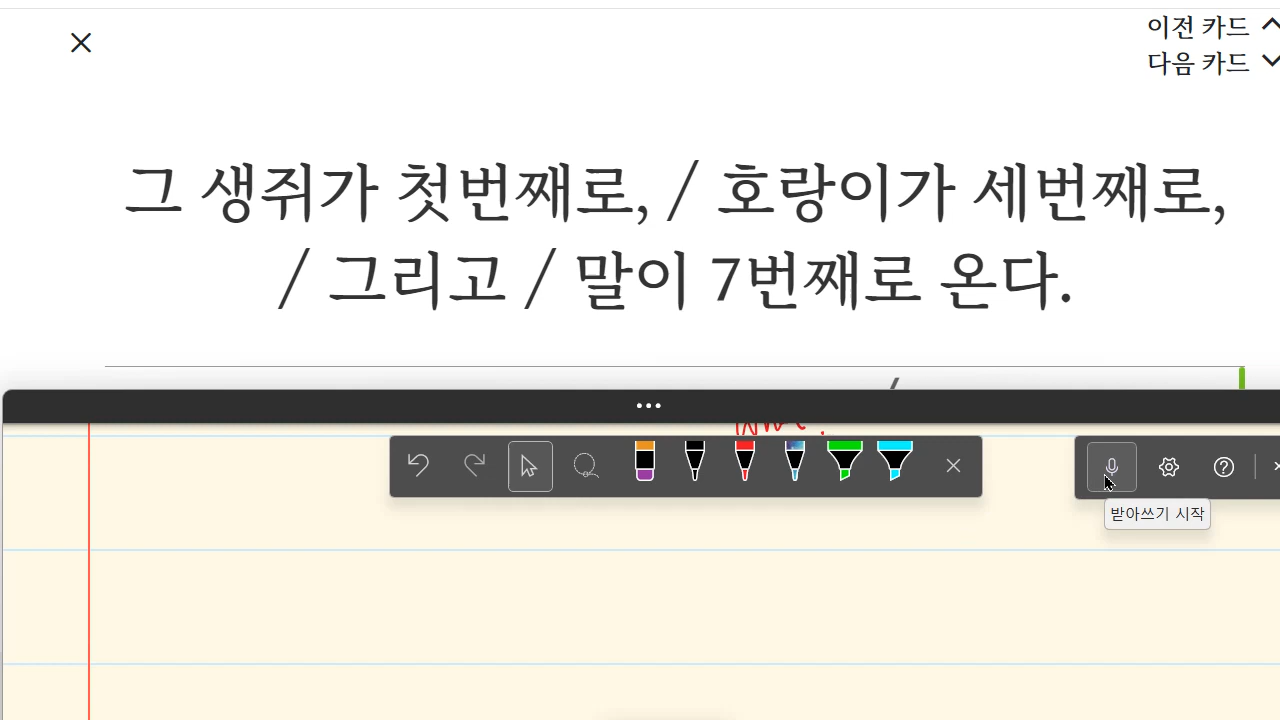 이전 카드
다음 카드
그 생쥐가 첫번째로, / 호랑이가 세번째로,
/ 그리고 / 말이 7번째로 온다.
받아쓰기 시작